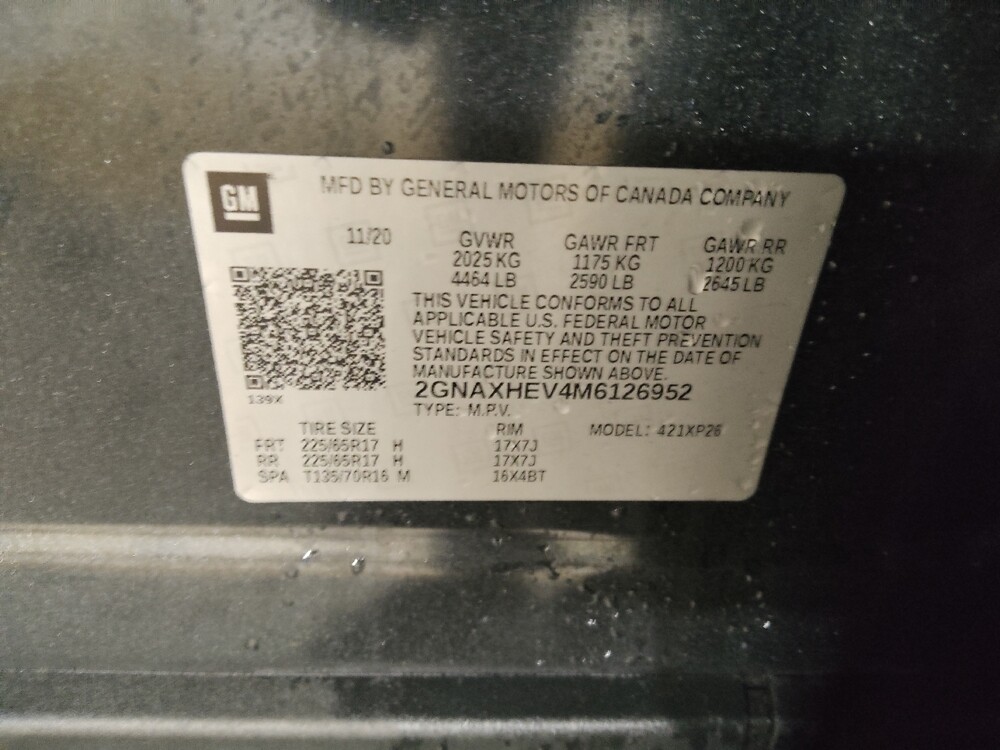 GM
MFD BY GENERAL MOTORS OF CANADA COMPANY
11/20 GVWR GAWR FRT GAWR RR
2025 KG 1175 KG 1200 KG
4464 LB 2590 LB 2645 LB
THIS VEHICLE CONFORMS TO ALL
APPLICABLE U.S. FEDERAL MOTOR
VEHICLE SAFETY AND THEFT PREVENTION
STANDARDS IN EFFECT ON THE DATE OF
MANUFACTURE SHOWN ABOVE.
2GNAXHEV4M6126952
139X
TYPE: M.P.V.
TIRE SIZE RIM MODEL: 421XP26
FRT 225/65R17 H 17X7J
RR 225/65R17 H 17X7J
SPA T135/70R16 M 16X4BT